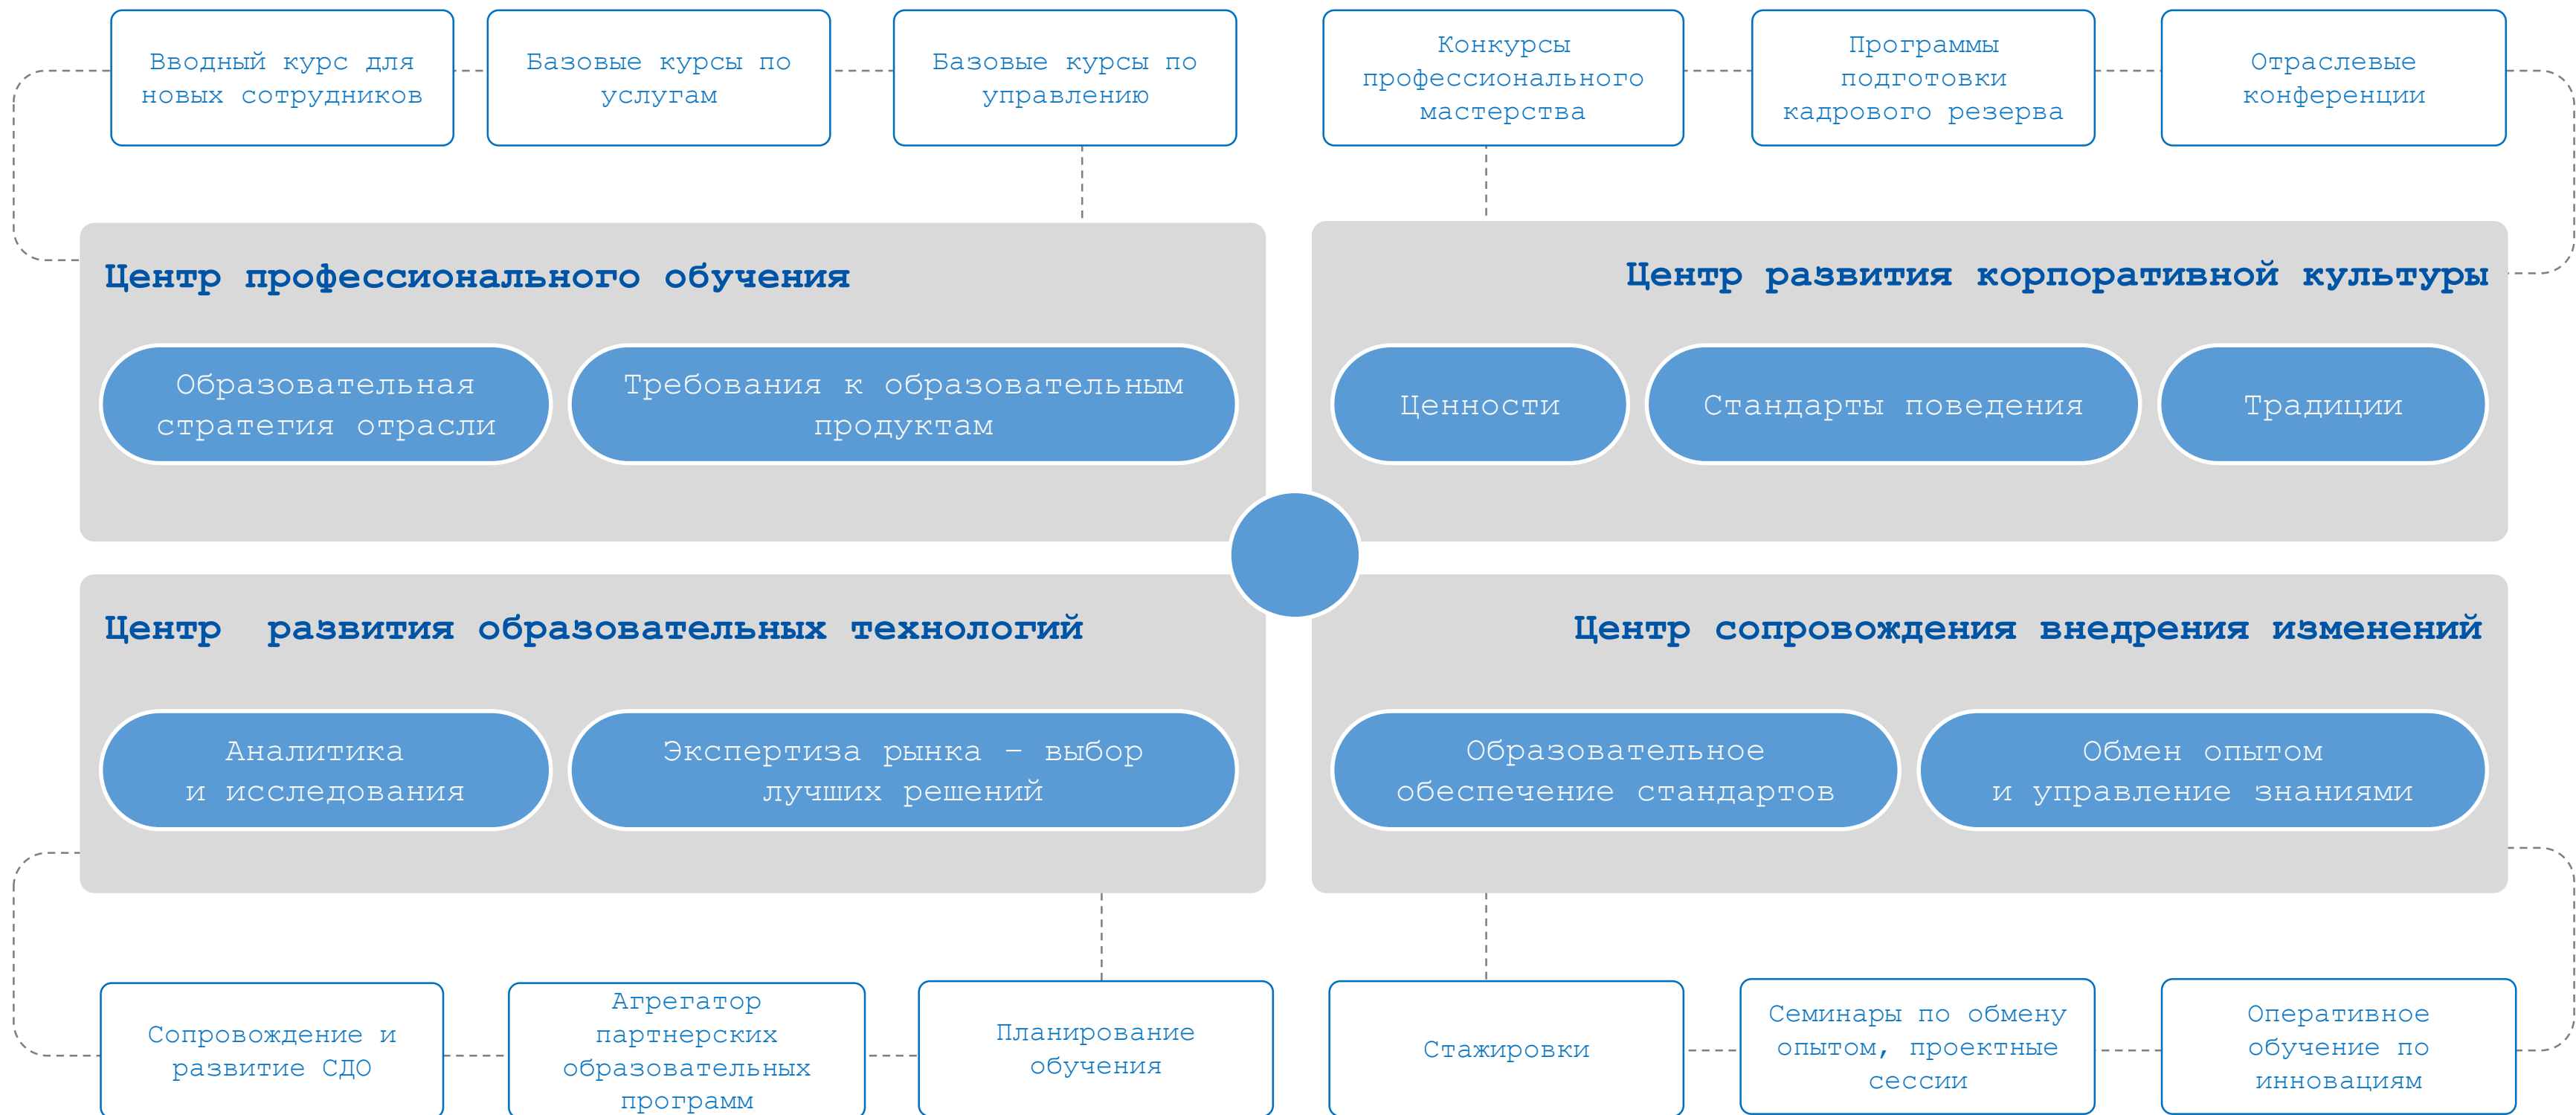 Вводный курс для
новых сотрудников
Базовые курсы по
услугам
Базовые курсы по
управлению
Конкурсы
профессионального
мастерства
Программы
подготовки
кадрового резерва
Отраслевые
конференции
Центр профессионального обучения
Образовательная
стратегия отрасли
Требования к образовательным
продуктам
Центр развития корпоративной культуры
Ценности
Стандарты поведения
Традиции
Центр  развития образовательных технологий
Аналитика
и исследования
Экспертиза рынка – выбор
лучших решений
Центр сопровождения внедрения изменений
Образовательное
обеспечение стандартов
Обмен опытом
и управление знаниями
Сопровождение и
развитие СДО
Агрегатор
партнерских
образовательных
программ
Планирование
обучения
Стажировки
Семинары по обмену
опытом, проектные
сессии
Оперативное
обучение по
инновациям